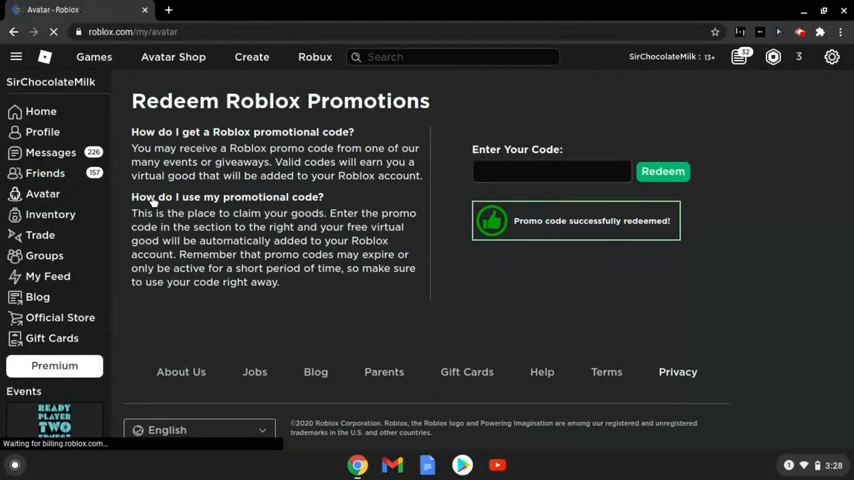 Avatar - Roblox
roblox.com/my/avatar
Games
Avatar Shop
Create
Robux
Search
SirChocolateMilk : 13+
32
3
SirChocolateMilk
Home
Profile
Messages 226
Friends 157
Avatar
Inventory
Trade
Groups
My Feed
Blog
Official Store
Gift Cards
Premium
Events
READY
PLAYER
TWO
Redeem Roblox Promotions
How do I get a Roblox promotional code?
You may receive a Roblox promo code from one of our
many events or giveaways. Valid codes will earn you a
virtual good that will be added to your Roblox account.
How do I use my promotional code?
This is the place to claim your goods. Enter the promo
code in the section to the right and your free virtual
good will be automatically added to your Roblox
account. Remember that promo codes may expire or
only be active for a short period of time, so make sure
to use your code right away.
Enter Your Code:
Redeem
Promo code successfully redeemed!
About Us
Jobs
Blog
Parents
Gift Cards
Help
Terms
Privacy
English
©2020 Roblox Corporation. Roblox, the Roblox logo and Powering Imagination are among our registered and unregistered
trademarks in the U.S. and other countries.
Waiting for billing.roblox.com...
1
3:28